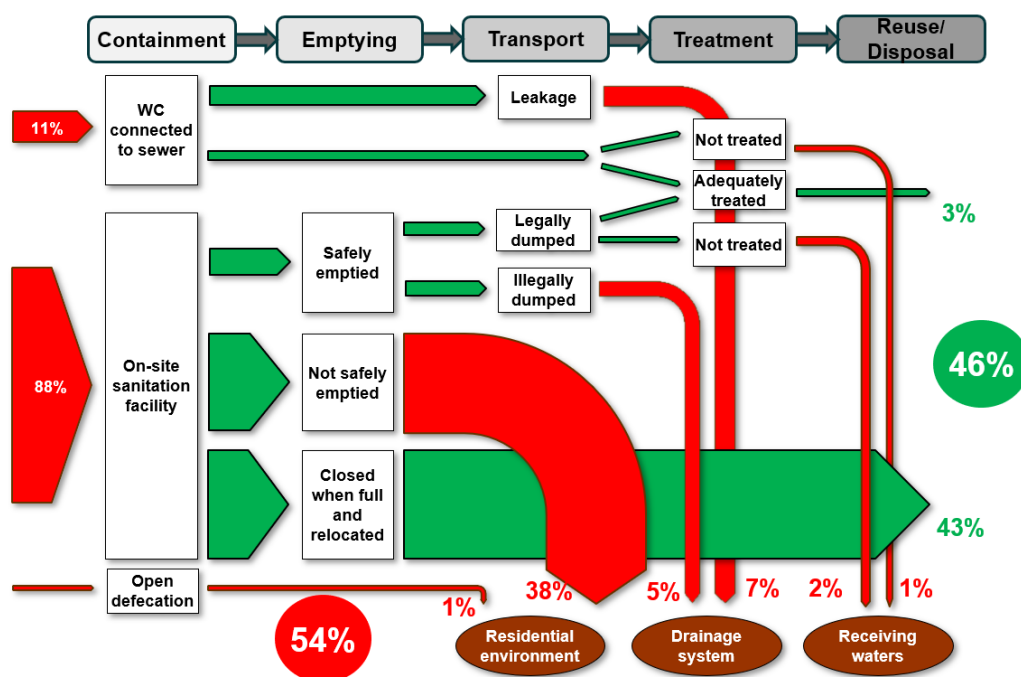 Containment
Emptying
Transport
Treatment
Reuse/
Disposal
11%
WC
connected
to sewer
Leakage
Not treated
Adequately
treated
3%
Legally
dumped
Not treated
Safely
emptied
Illegally
dumped
88%
On-site
sanitation
facility
Not safely
emptied
46%
Closed
when full
and
relocated
43%
Open
defecation
1%
38%
5%
7%
2%
1%
54%
Residential
environment
Drainage
system
Receiving
waters